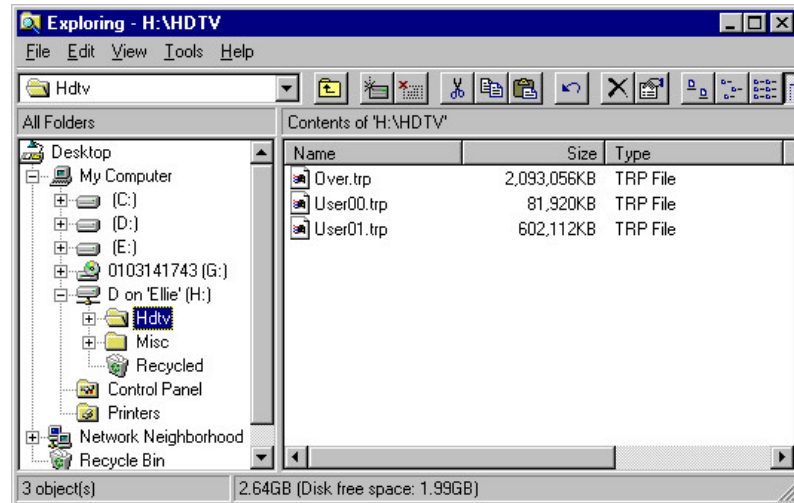 Exploring - H:\HDTV
File Edit View Tools Help
Hdtv
All Folders
Contents of 'H:\HDTV'
Desktop
My Computer
(C:)
(D:)
(E:)
0103141743 (G:)
D on 'Ellie' (H:)
Hdtv
Misc
Recycled
Control Panel
Printers
Network Neighborhood
Recycle Bin
Name Size Type
Over.trp 2,093,056KB TRP File
User00.trp 81,920KB TRP File
User01.trp 602,112KB TRP File
3 object(s) 2.64GB (Disk free space: 1.99GB)